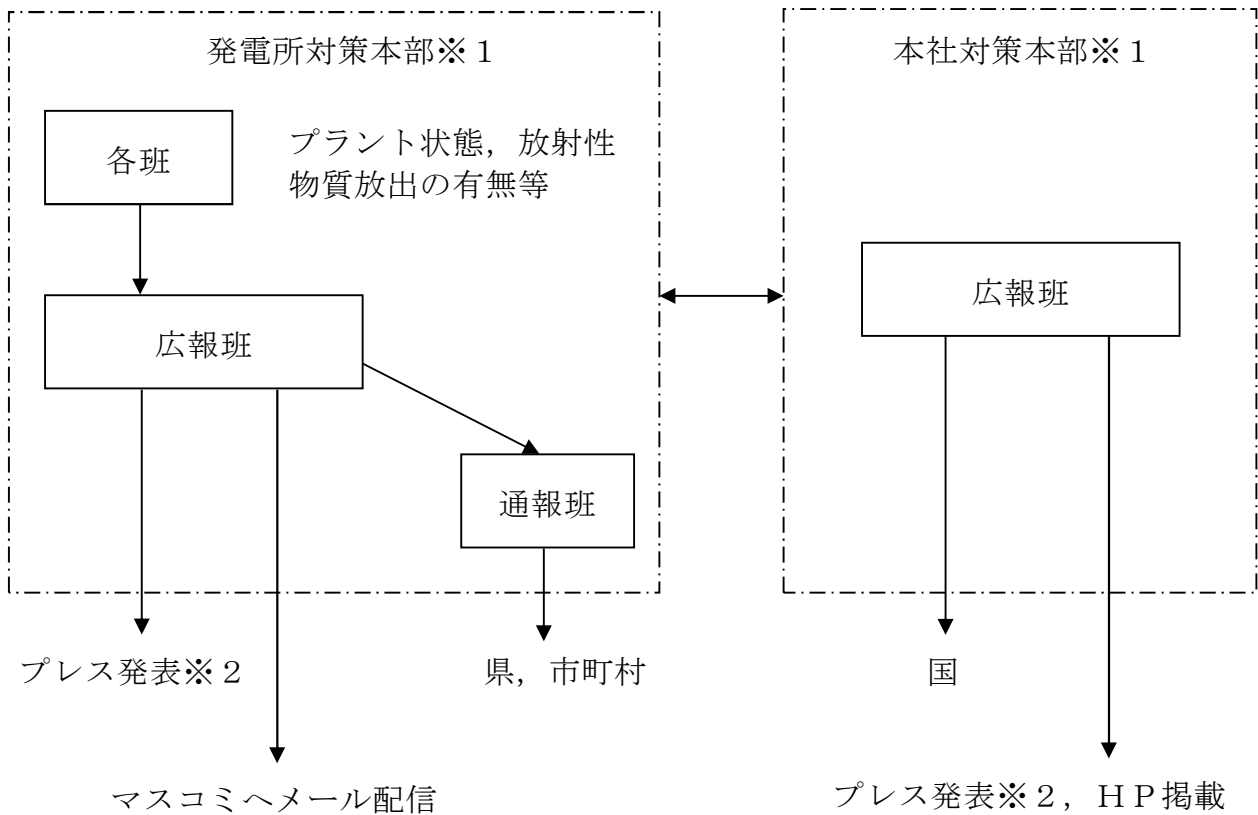 発電所対策本部※１
各班
プラント状態，放射性
物質放出の有無等
広報班
通報班
プレス発表※２
県，市町村
マスコミへメール配信
本社対策本部※１
広報班
国
プレス発表※２，ＨＰ掲載